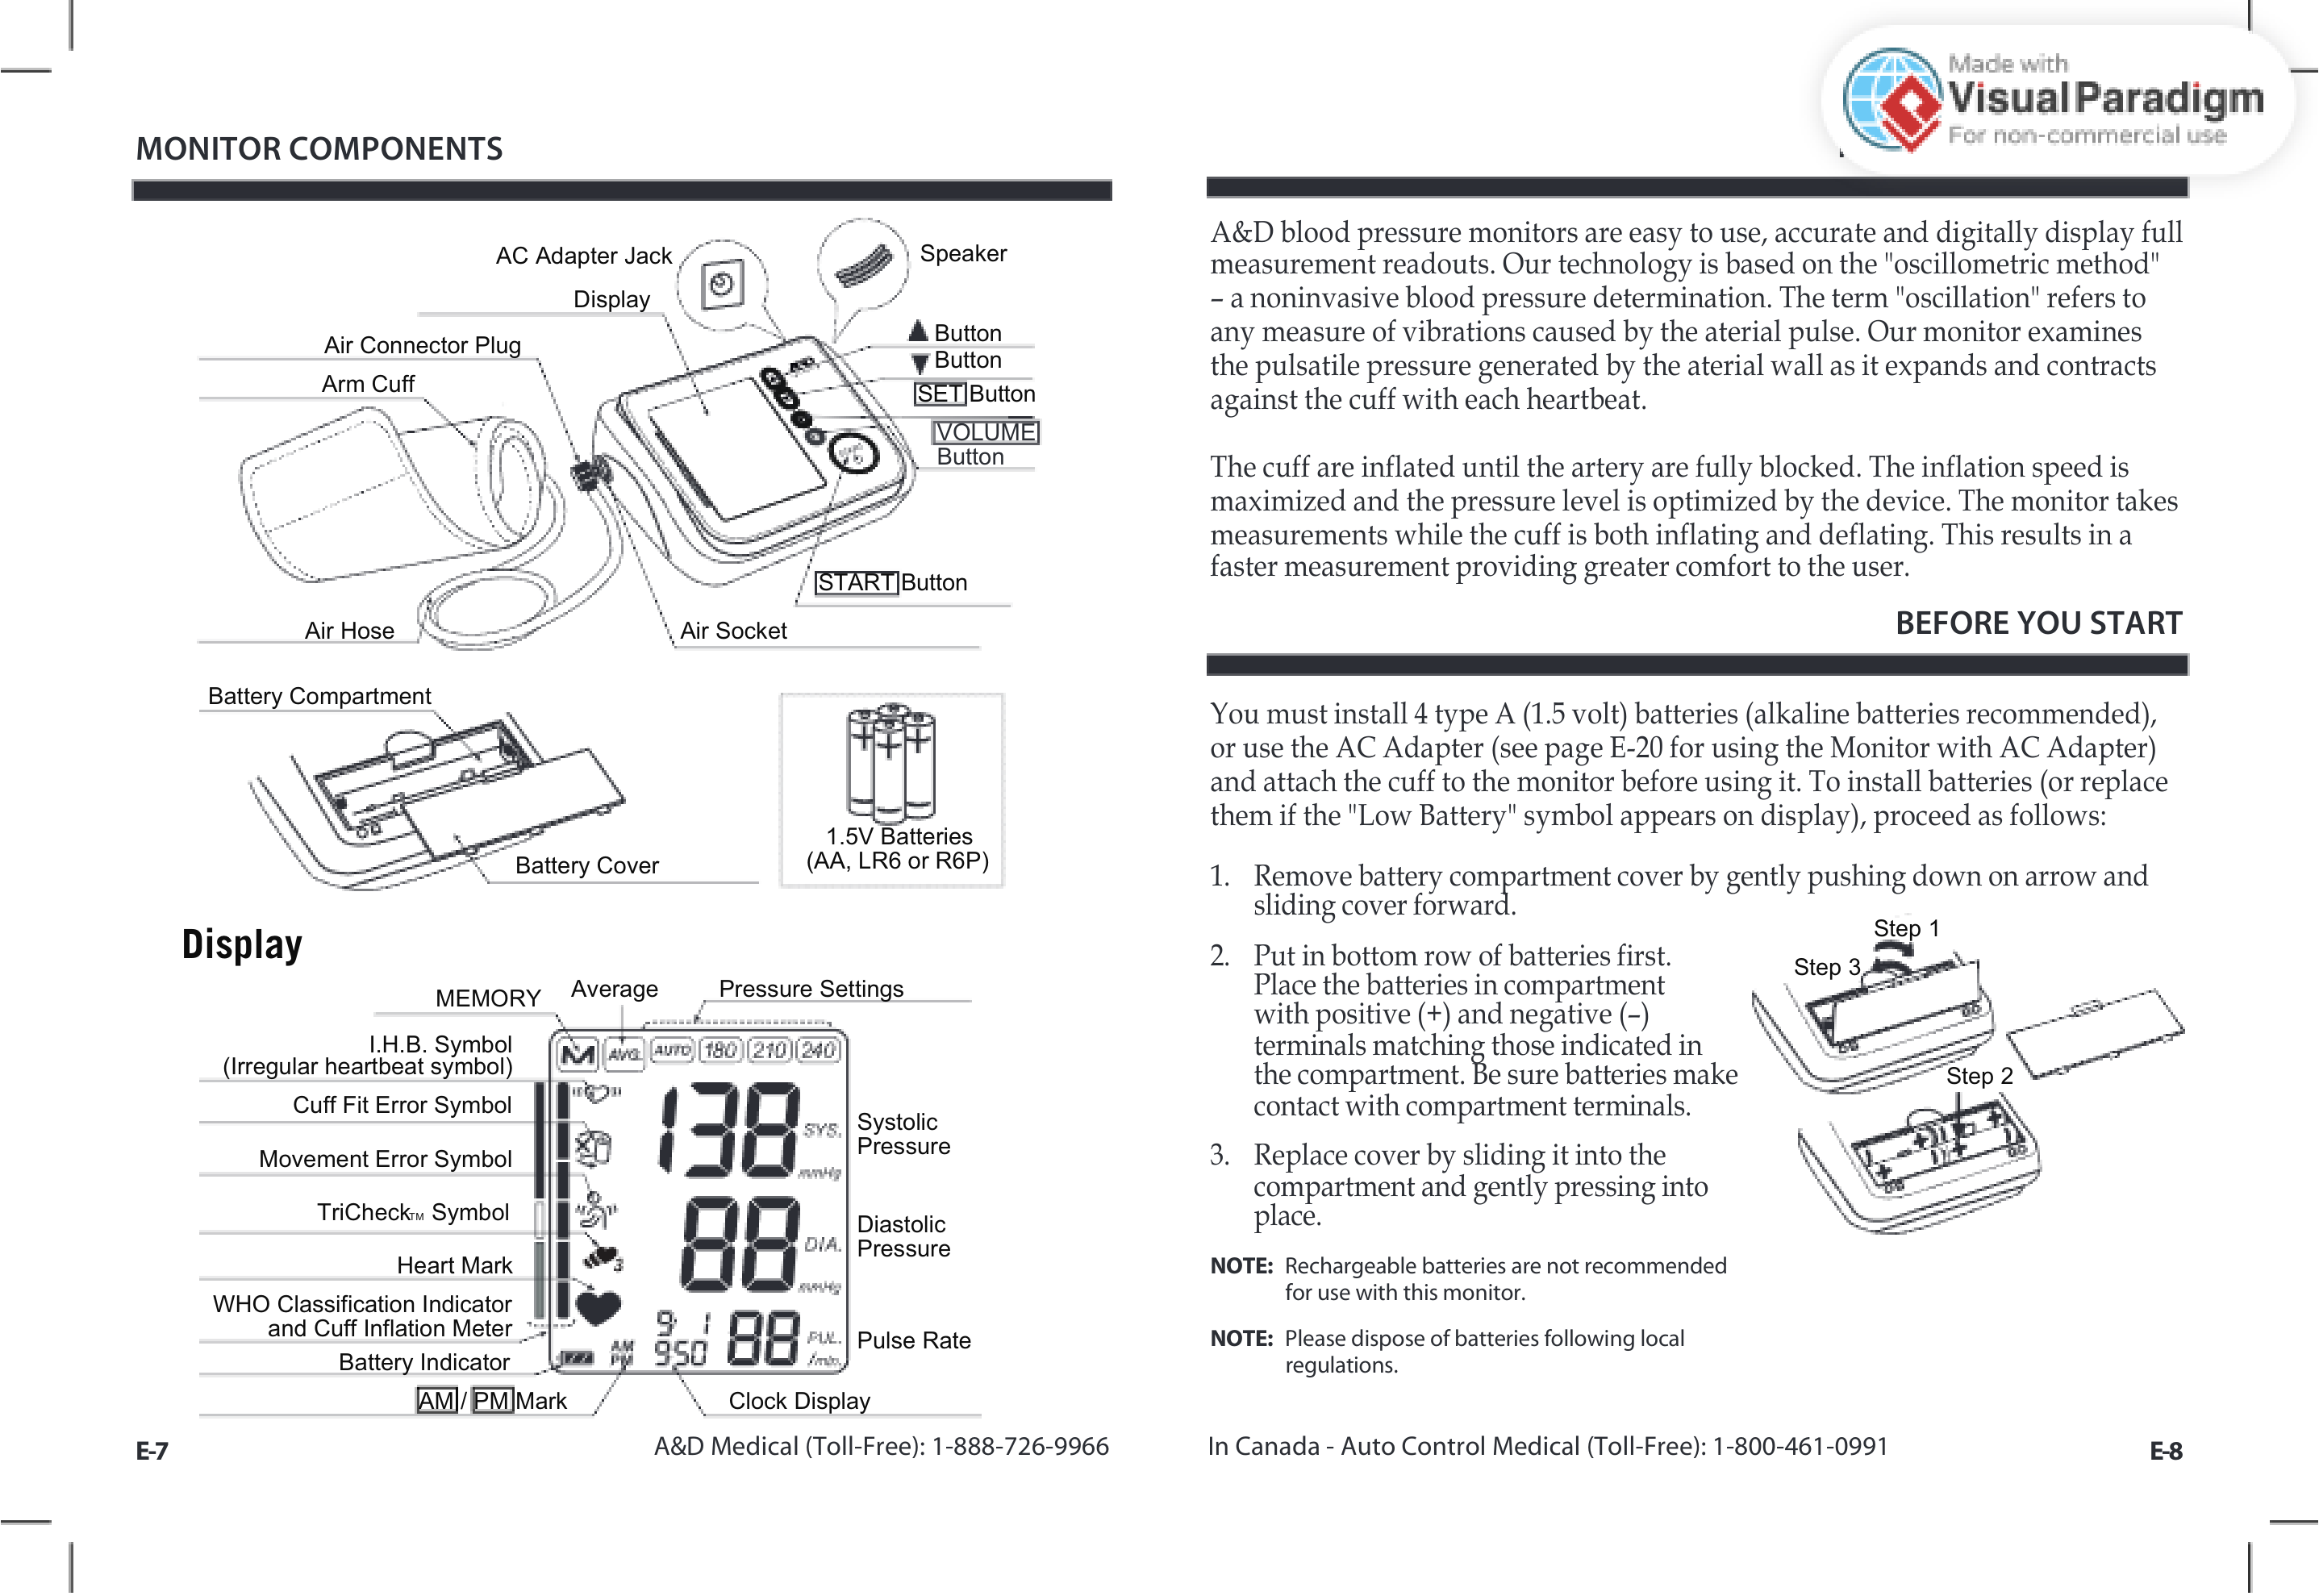 Made with
Visual Paradigm
For non-commercial use
MONITOR COMPONENTS
AC Adapter Jack
Speaker
Display
▲ Button
▼ Button
Air Connector Plug
Arm Cuff
SET Button
VOLUME
Button
START Button
Air Hose
Air Socket
Battery Compartment
1.5V Batteries
(AA, LR6 or R6P)
Battery Cover
Display
MEMORY
Average
Pressure Settings
I.H.B. Symbol
(Irregular heartbeat symbol)
Cuff Fit Error Symbol
Movement Error Symbol
TriCheck™ Symbol
Heart Mark
WHO Classification Indicator
and Cuff Inflation Meter
Battery Indicator
AM / PM Mark
M AVG. AUTO 180 210 240
138 SYS. mmHg
88 DIA. mmHg
9 1
AM
PM
950
88 PUL. /min.
3
Systolic
Pressure
Diastolic
Pressure
Pulse Rate
Clock Display
E-7
A&D Medical (Toll-Free): 1-888-726-9966
A&D blood pressure monitors are easy to use, accurate and digitally display full
measurement readouts. Our technology is based on the "oscillometric method"
– a noninvasive blood pressure determination. The term "oscillation" refers to
any measure of vibrations caused by the aterial pulse. Our monitor examines
the pulsatile pressure generated by the aterial wall as it expands and contracts
against the cuff with each heartbeat.
The cuff are inflated until the artery are fully blocked. The inflation speed is
maximized and the pressure level is optimized by the device. The monitor takes
measurements while the cuff is both inflating and deflating. This results in a
faster measurement providing greater comfort to the user.
BEFORE YOU START
You must install 4 type A (1.5 volt) batteries (alkaline batteries recommended),
or use the AC Adapter (see page E-20 for using the Monitor with AC Adapter)
and attach the cuff to the monitor before using it. To install batteries (or replace
them if the "Low Battery" symbol appears on display), proceed as follows:
1. Remove battery compartment cover by gently pushing down on arrow and
sliding cover forward.
2. Put in bottom row of batteries first.
Place the batteries in compartment
with positive (+) and negative (–)
terminals matching those indicated in
the compartment. Be sure batteries make
contact with compartment terminals.
3. Replace cover by sliding it into the
compartment and gently pressing into
place.
Step 1
Step 3
Step 2
NOTE: Rechargeable batteries are not recommended
for use with this monitor.
NOTE: Please dispose of batteries following local
regulations.
In Canada - Auto Control Medical (Toll-Free): 1-800-461-0991
E-8